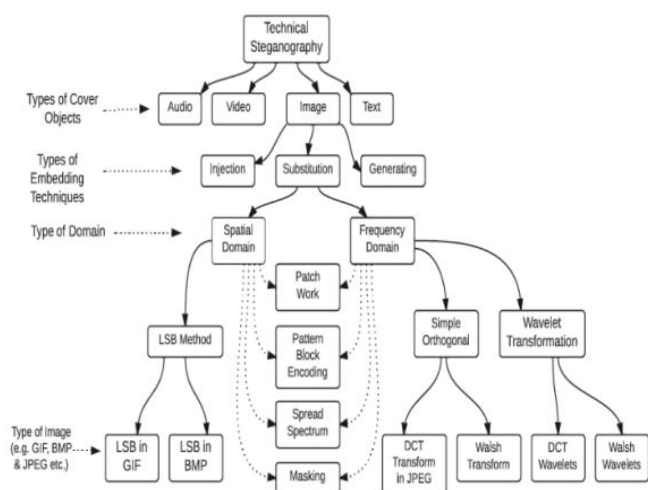 Technical
Steganography
Types of Cover
Objects
Audio
Video
Image
Text
Types of
Embedding
Techniques
Injection
Substitution
Generating
Type of Domain
Spatial
Domain
Frequency
Domain
Patch
Work
LSB Method
Pattern
Block
Encoding
Simple
Orthogonal
Wavelet
Transformation
Spread
Spectrum
Type of Image
(e.g. GIF, BMP
& JPEG etc.)
LSB in
GIF
LSB in
BMP
Masking
DCT
Transform
in JPEG
Walsh
Transform
DCT
Wavelets
Walsh
Wavelets